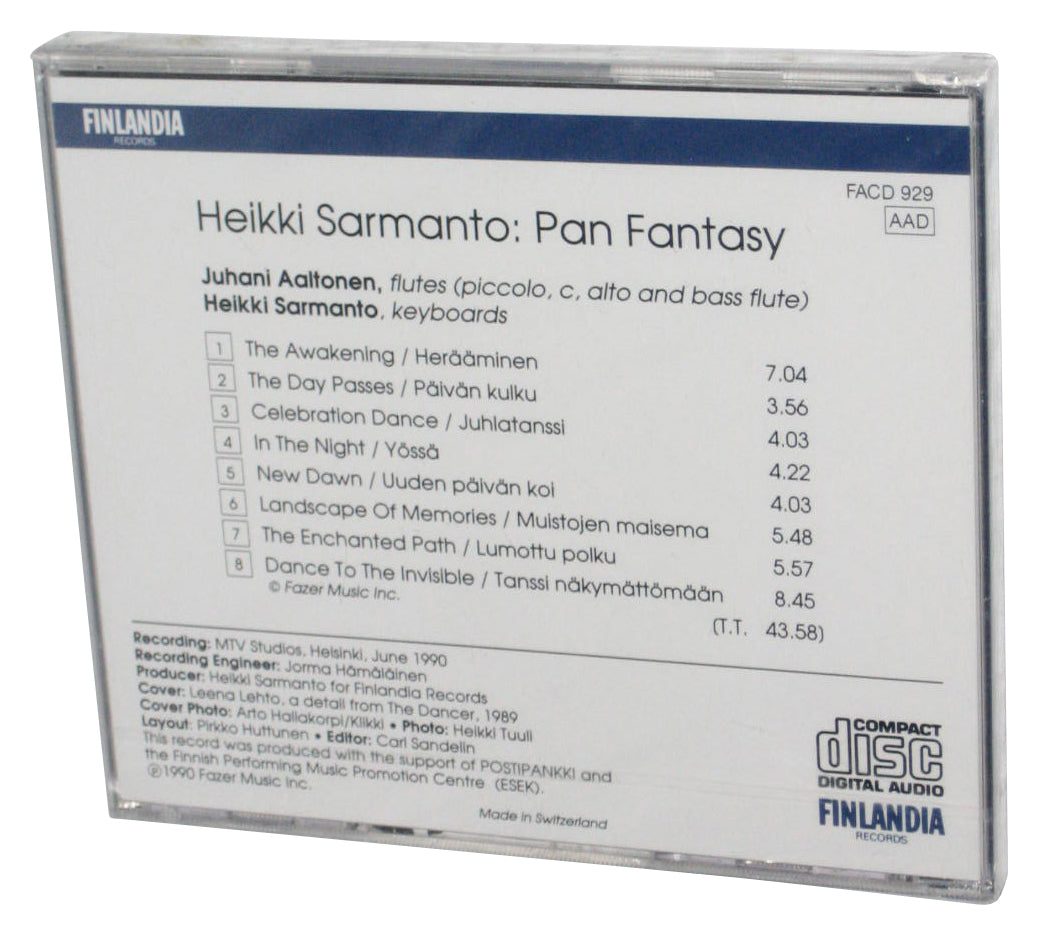 FINLANDIA
RECORDS
FACD 929
AAD
Heikki Sarmanto: Pan Fantasy
Juhani Aaltonen, flutes (piccolo, c, alto and bass flute)
Heikki Sarmanto, keyboards
1 The Awakening / Herääminen 7.04
2 The Day Passes / Päivän kulku 3.56
3 Celebration Dance / Juhlatanssi 4.03
4 In The Night / Yössä 4.22
5 New Dawn / Uuden päivän koi 4.03
6 Landscape Of Memories / Muistojen maisema 5.48
7 The Enchanted Path / Lumottu polku 5.57
8 Dance To The Invisible / Tanssi näkymättömään 8.45
© Fazer Music Inc.
(T.T. 43.58)
Recording: MTV Studios, Helsinki, June 1990
Recording Engineer: Jorma Hämäläinen
Producer: Heikki Sarmanto for Finlandia Records
Cover: Leena Lehto, a detail from The Dancer, 1989
Cover Photo: Arto Hallakorpi/Klikki • Photo: Heikki Tuuli
Layout: Pirkko Huttunen • Editor: Carl Sandelin
This record was produced with the support of POSTIPANKKI and
the Finnish Performing Music Promotion Centre (ESEK).
℗1990 Fazer Music Inc.
Made in Switzerland
COMPACT
disc
DIGITAL AUDIO
FINLANDIA
RECORDS